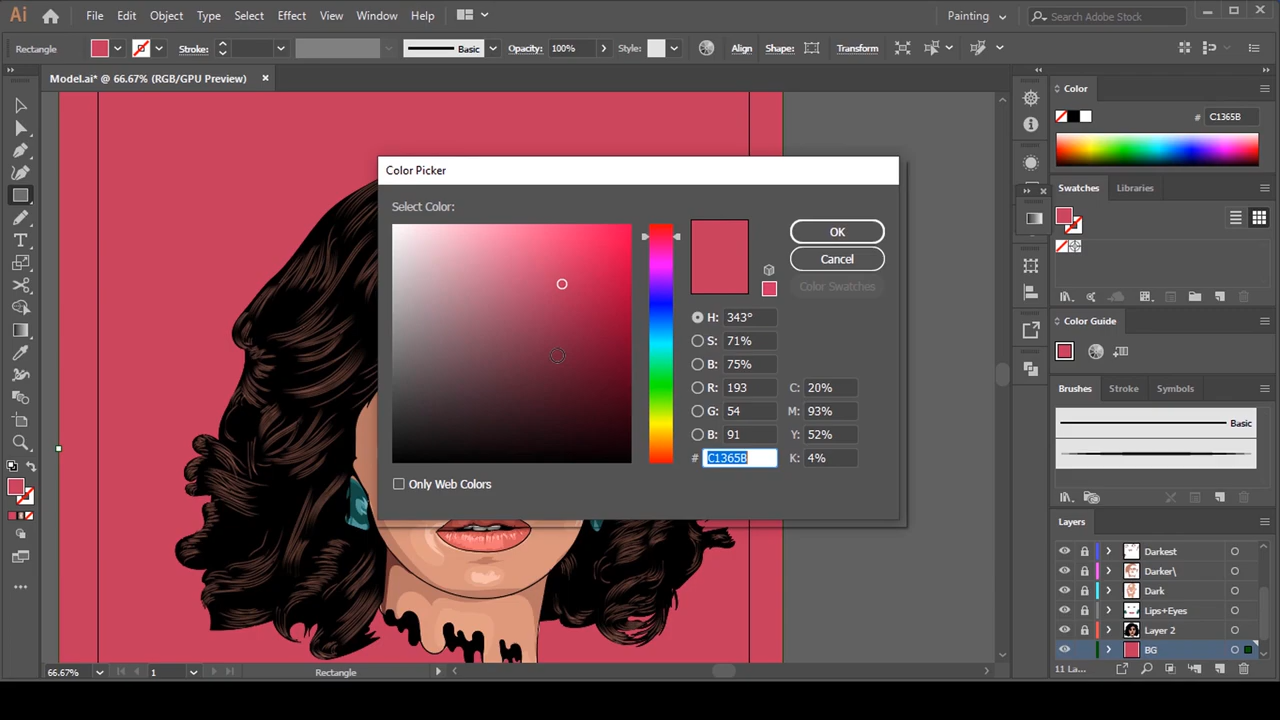 Ai File Edit Object Type Select Effect View Window Help Painting Search Adobe Stock
Rectangle Stroke: Basic Opacity: 100% Style: Align Shape: Transform
Model.ai* @ 66.67% (RGB/GPU Preview) ×
Color
# C1365B
Color Picker
Select Color:
OK
Cancel
Color Swatches
H: 343°
S: 71%
B: 75%
R: 193 C: 20%
G: 54 M: 93%
B: 91 Y: 52%
# C1365B K: 4%
Only Web Colors
Swatches Libraries
Color Guide
Brushes Stroke Symbols
Basic
Layers
Darkest
Darker\
Dark
Lips+Eyes
Layer 2
BG
11 La...
66.67% 1 Rectangle